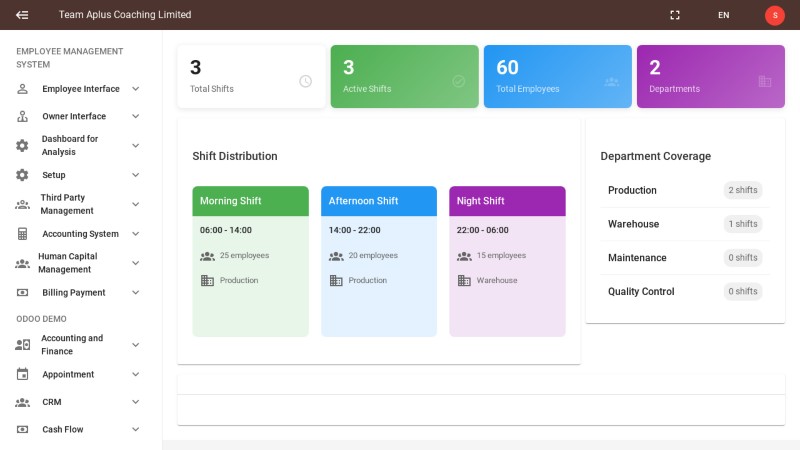 Team Aplus Coaching Limited
EN
S
EMPLOYEE MANAGEMENT
SYSTEM
Employee Interface
Owner Interface
Dashboard for
Analysis
Setup
Third Party
Management
Accounting System
Human Capital
Management
Billing Payment
ODOO DEMO
Accounting and
Finance
Appointment
CRM
Cash Flow
3
Total Shifts
3
Active Shifts
60
Total Employees
2
Departments
Shift Distribution
Morning Shift
06:00 - 14:00
25 employees
Production
Afternoon Shift
14:00 - 22:00
20 employees
Production
Night Shift
22:00 - 06:00
15 employees
Warehouse
Department Coverage
Production
2 shifts
Warehouse
1 shifts
Maintenance
0 shifts
Quality Control
0 shifts